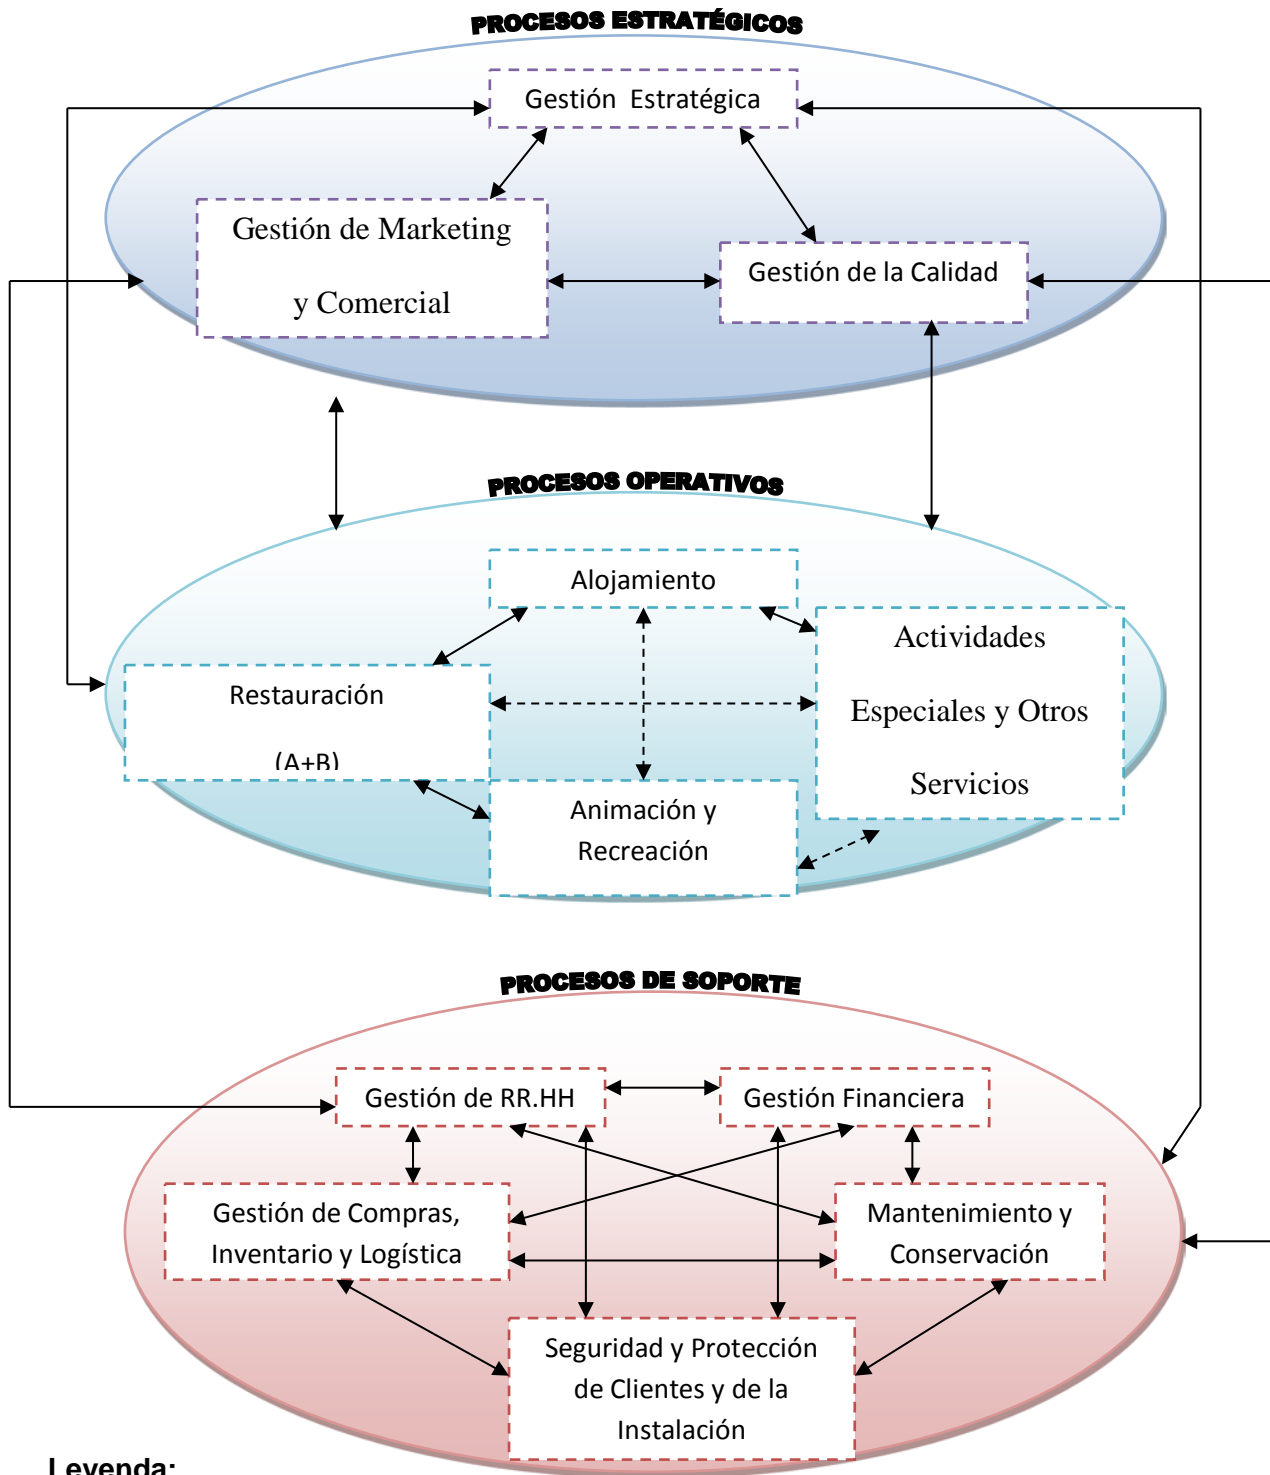 PROCESOS ESTRATÉGICOS
Gestión Estratégica
Gestión de Marketing
y Comercial
Gestión de la Calidad
PROCESOS OPERATIVOS
Alojamiento
Actividades
Especiales y Otros
Servicios
Restauración
(A+B)
Animación y
Recreación
PROCESOS DE SOPORTE
Gestión de RR.HH
Gestión Financiera
Gestión de Compras,
Inventario y Logística
Mantenimiento y
Conservación
Seguridad y Protección
de Clientes y de la
Instalación
Leyenda: